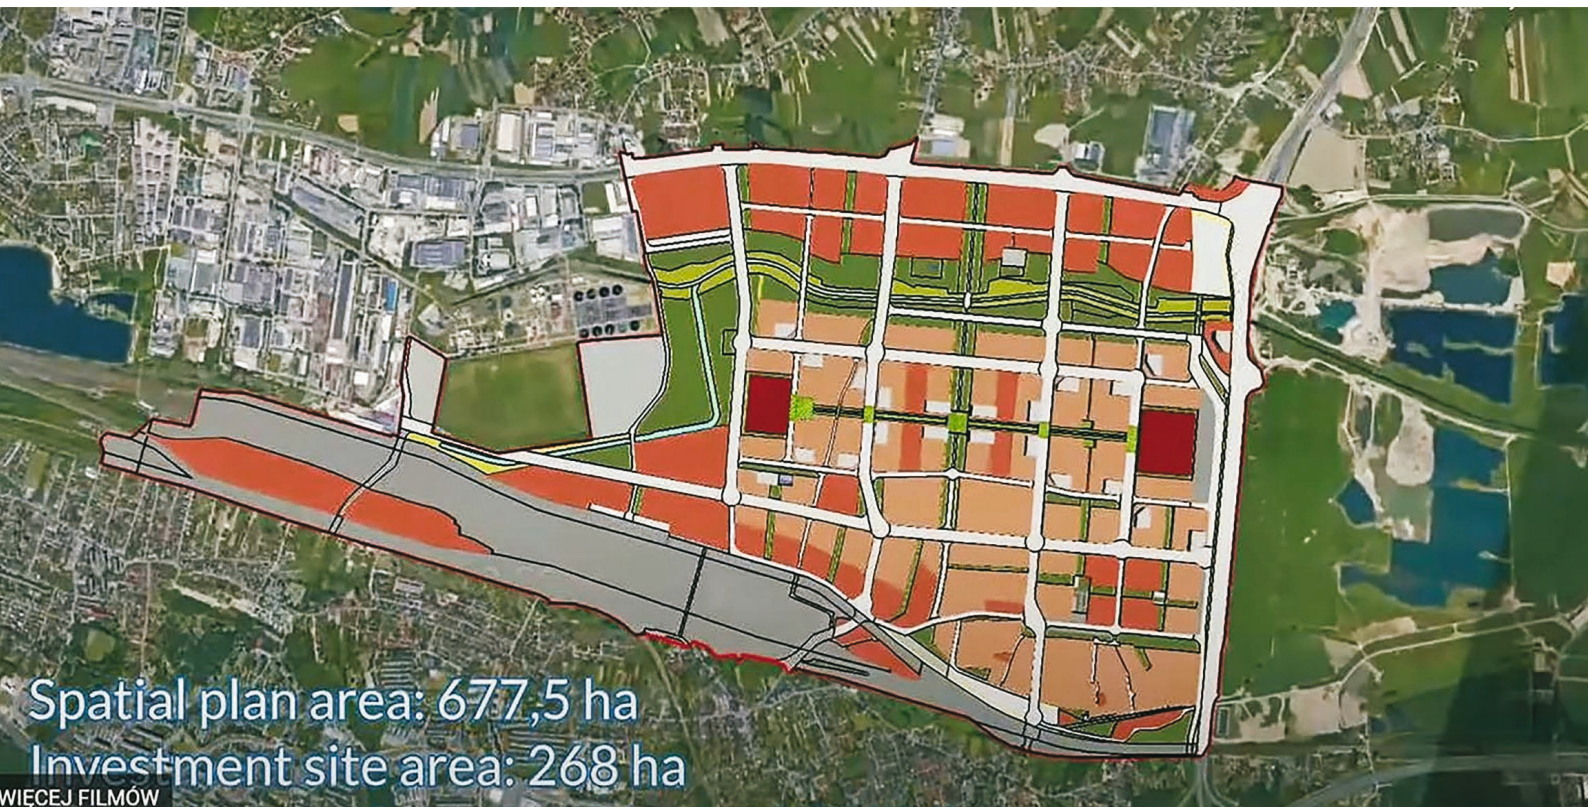 Spatial plan area: 677,5 ha
Investment site area: 268 ha
WIĘCEJ FILMÓW